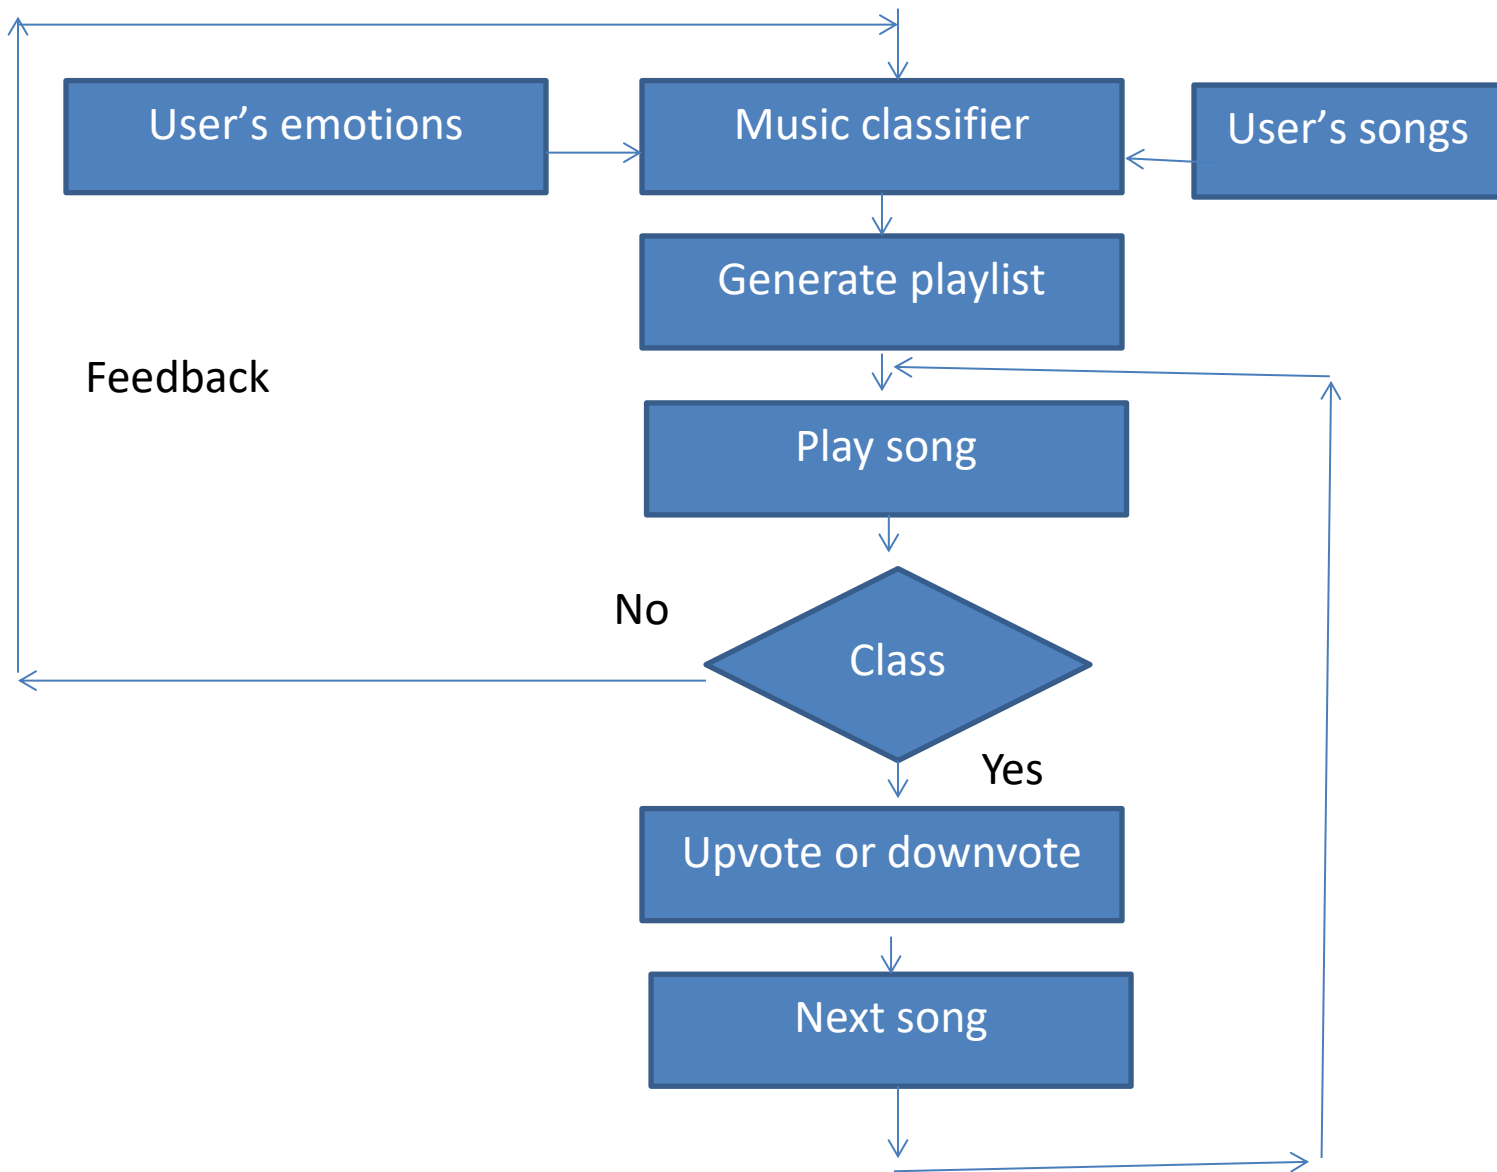 User’s emotions
Music classifier
User’s songs
Generate playlist
Feedback
Play song
No
Class
Yes
Upvote or downvote
Next song